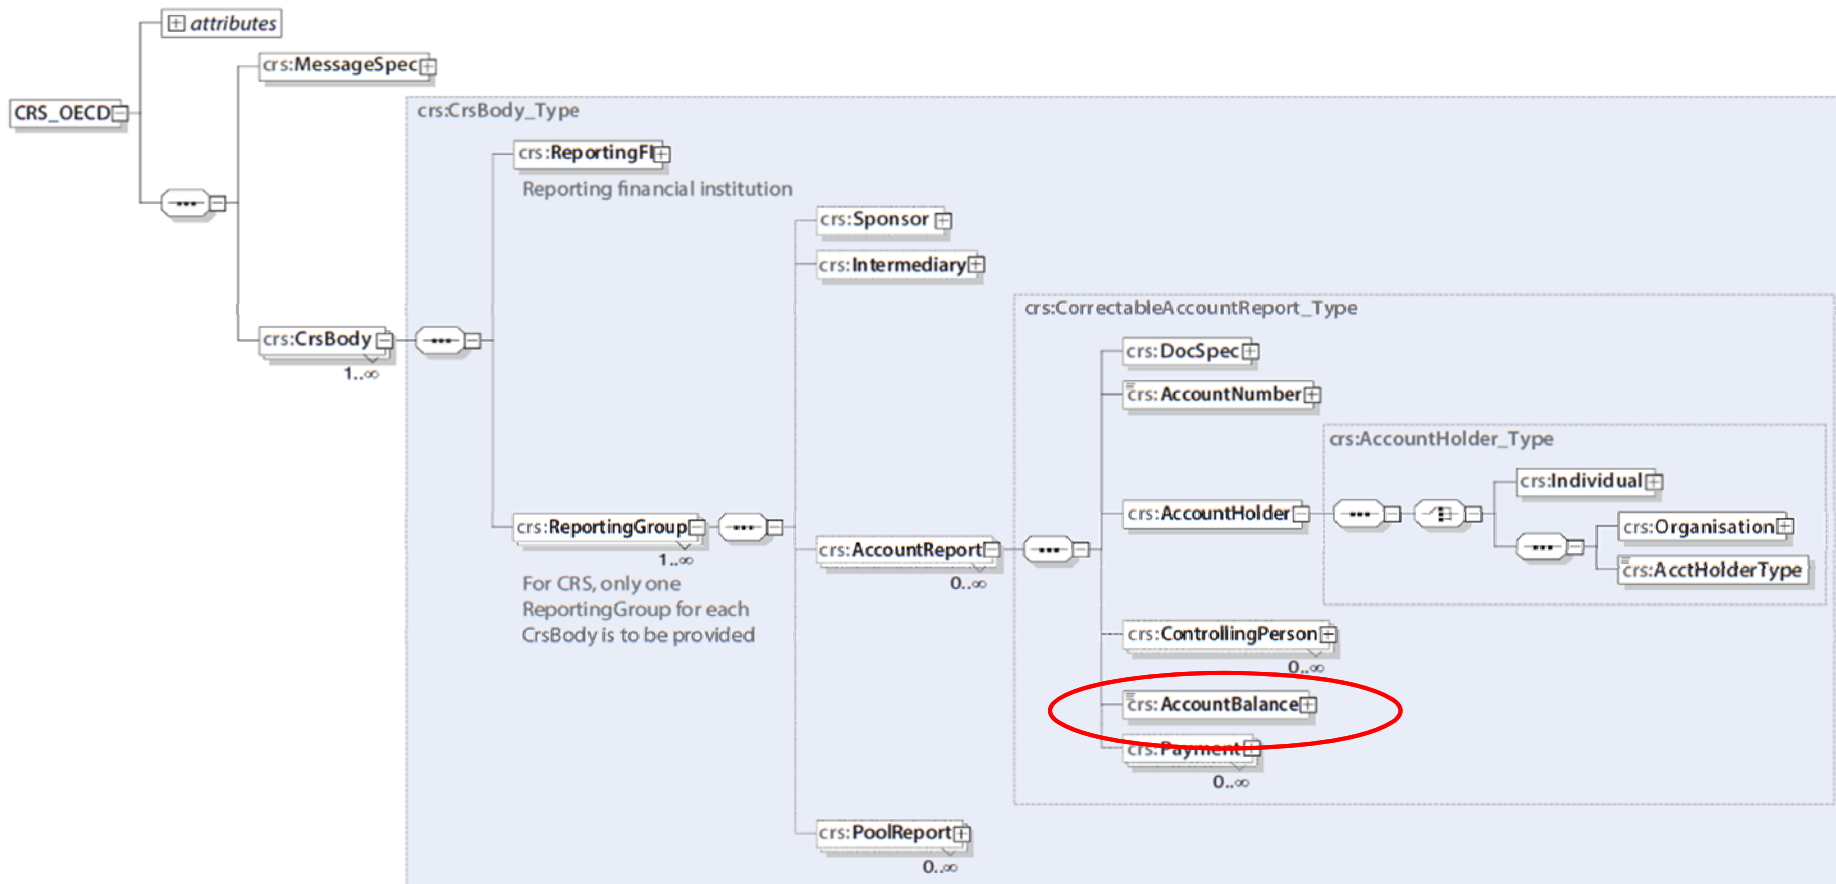 attributes
crs:MessageSpec
CRS_OECD
crs:CrsBody_Type
crs:ReportingFI
Reporting financial institution
crs:Sponsor
crs:Intermediary
crs:CorrectableAccountReport_Type
crs:CrsBody
1..∞
crs:DocSpec
crs:AccountNumber
crs:AccountHolder_Type
crs:Individual
crs:AccountHolder
crs:Organisation
crs:AcctHolderType
crs:ReportingGroup
1..∞
For CRS, only one
ReportingGroup for each
CrsBody is to be provided
crs:AccountReport
0..∞
crs:ControllingPerson
0..∞
crs:AccountBalance
crs:Payment
0..∞
crs:PoolReport
0..∞